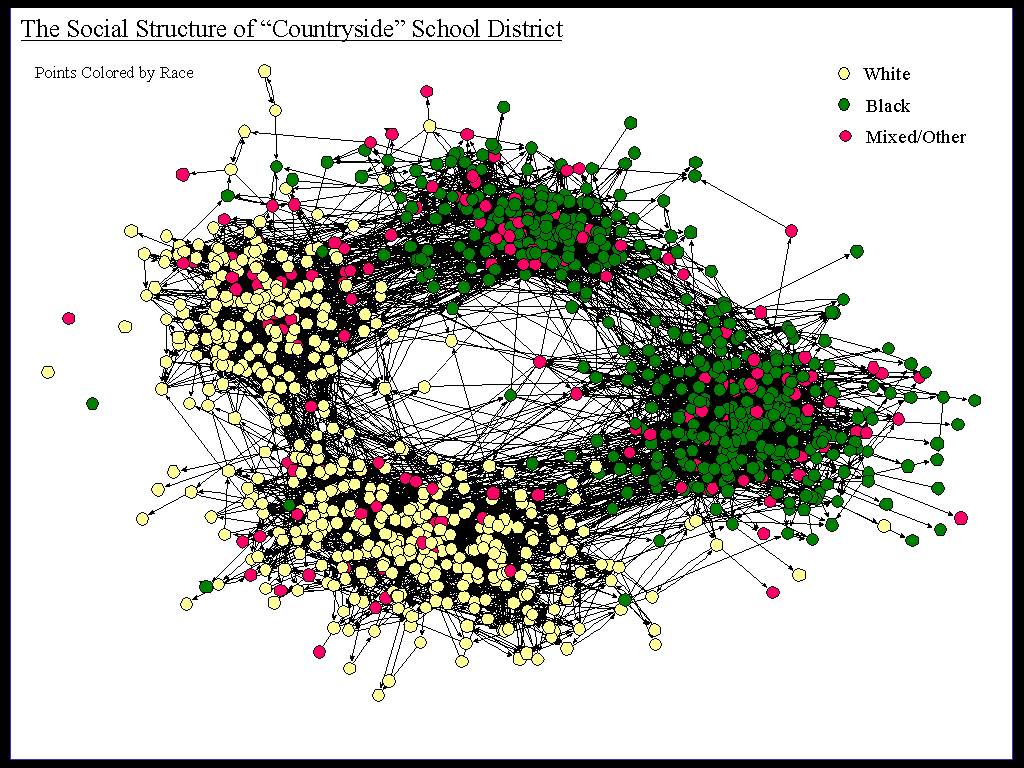 The Social Structure of “Countryside” School District
Points Colored by Race
White
Black
Mixed/Other